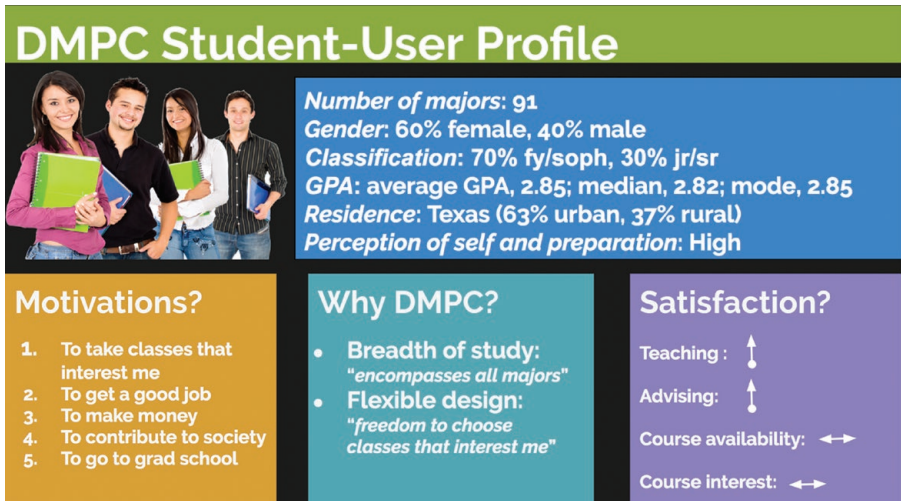 DMPC Student-User Profile
Number of majors: 91
Gender: 60% female, 40% male
Classification: 70% fy/soph, 30% jr/sr
GPA: average GPA, 2.85; median, 2.82; mode, 2.85
Residence: Texas (63% urban, 37% rural)
Perception of self and preparation: High
Motivations?
1. To take classes that
interest me
2. To get a good job
3. To make money
4. To contribute to society
5. To go to grad school
Why DMPC?
• Breadth of study:
"encompasses all majors"
• Flexible design:
"freedom to choose
classes that interest me"
Satisfaction?
Teaching :
Advising:
Course availability:
Course interest: